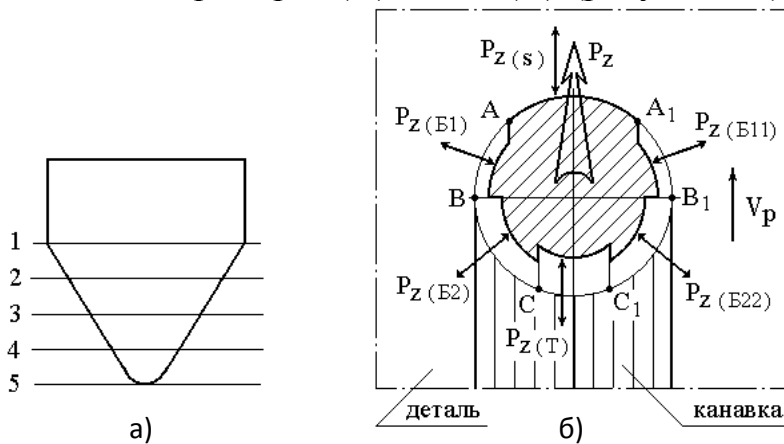 P z (s)
P z
A
A 1
P z (Б1)
P z (Б11)
B
B 1
V p
1
2
3
4
5
P z (Б2)
P z (Б22)
C
C 1
P z (T)
деталь
канавка
а)
б)